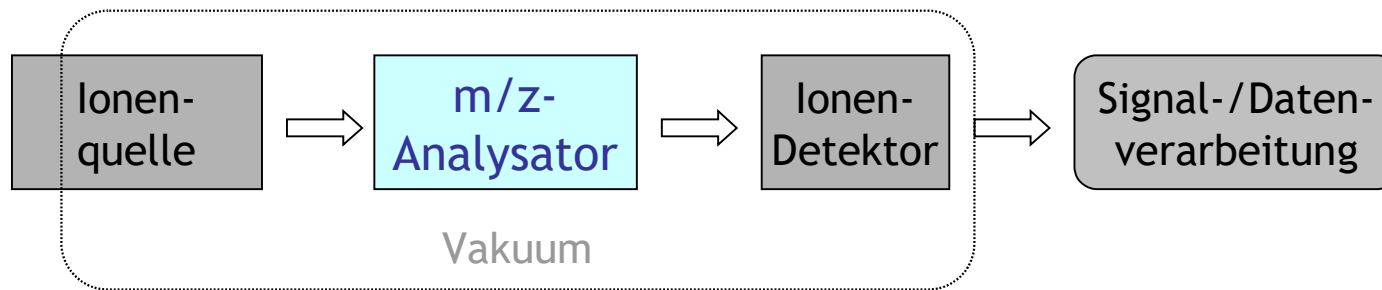 Ionen-
quelle
m/z-
Analysator
Ionen-
Detektor
Signal-/Daten-
verarbeitung
Vakuum